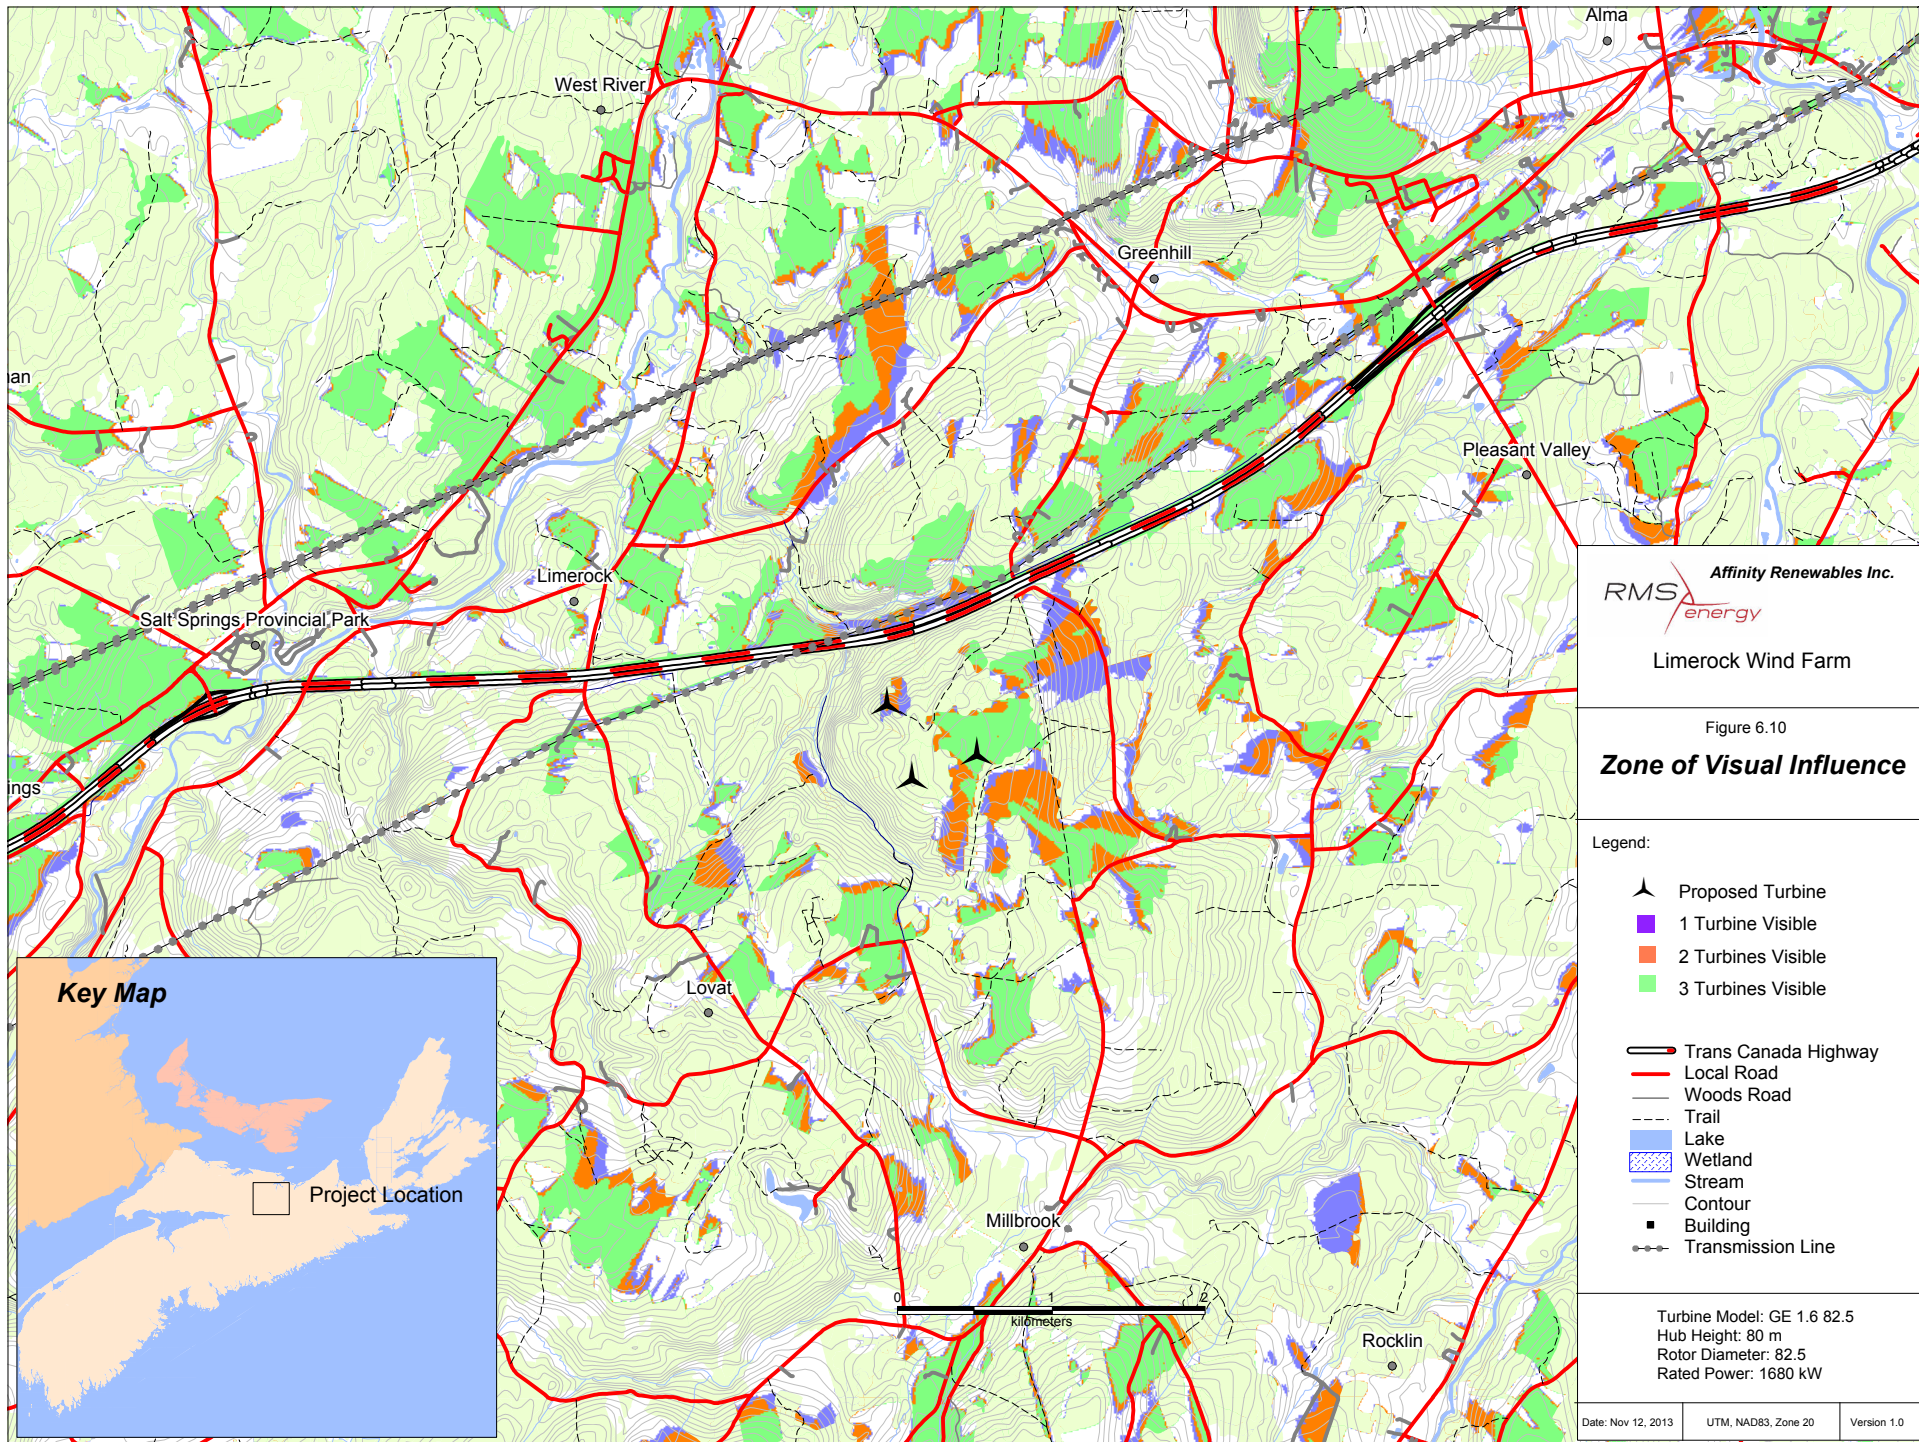 Alma
West River
Greenhill
nan
Pleasant Valley
Limerock
Salt Springs Provincial Park
ings
Lovat
Millbrook
Rocklin
0 1 2
kilometers
Key Map
Project Location
RMS energy
Affinity Renewables Inc.
Limerock Wind Farm
Figure 6.10
Zone of Visual Influence
Legend:
Proposed Turbine
1 Turbine Visible
2 Turbines Visible
3 Turbines Visible
Trans Canada Highway
Local Road
Woods Road
Trail
Lake
Wetland
Stream
Contour
Building
Transmission Line
Turbine Model: GE 1.6 82.5
Hub Height: 80 m
Rotor Diameter: 82.5
Rated Power: 1680 kW
Date: Nov 12, 2013
UTM, NAD83, Zone 20
Version 1.0